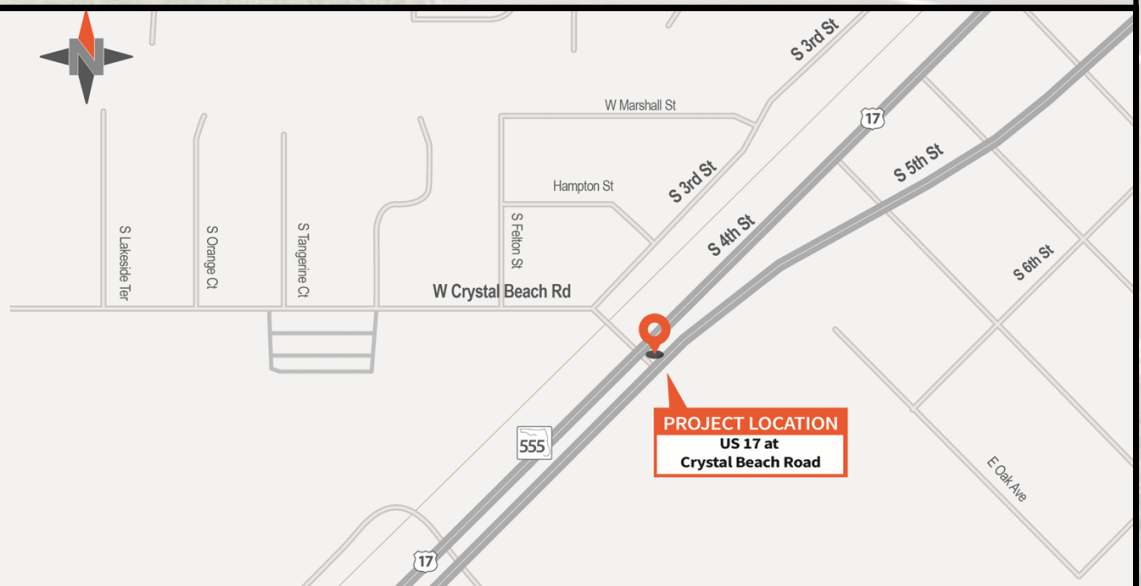 N
S 3rd St
W Marshall St
17
S 5th St
Hampton St
S 3rd St
S Lakeside Ter
S Orange Ct
S Tangerine Ct
S Felton St
S 4th St
S 6th St
W Crystal Beach Rd
PROJECT LOCATION
US 17 at
Crystal Beach Road
555
E Oak Ave
17